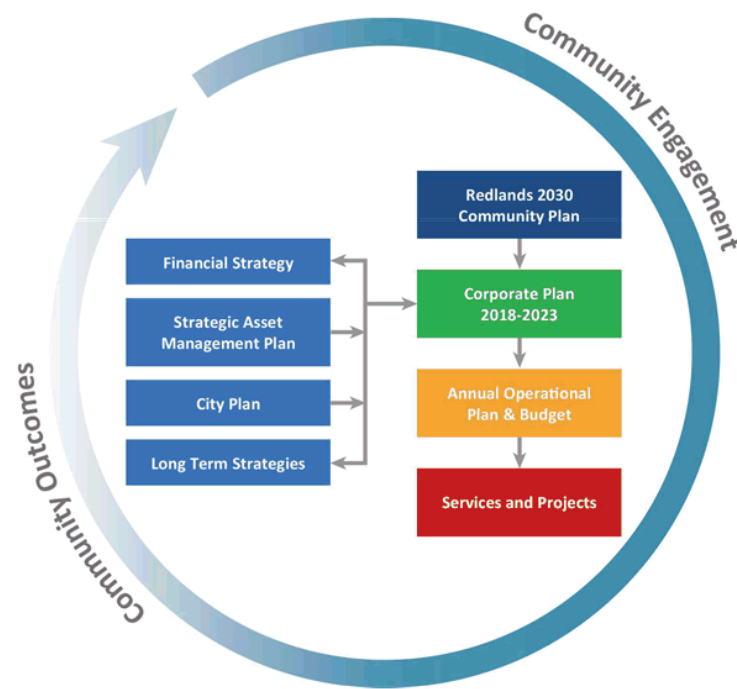 Community Engagement
Redlands 2030
Community Plan
Financial Strategy
Corporate Plan
2018-2023
Strategic Asset
Management Plan
City Plan
Annual Operational
Plan & Budget
Long Term Strategies
Services and Projects
Community Outcomes